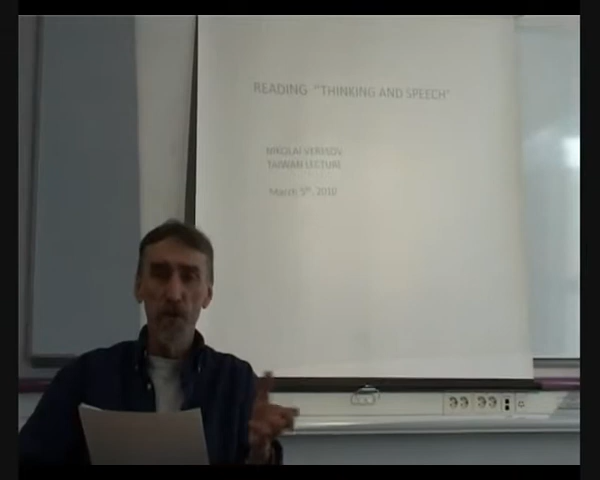 READING "THINKING AND SPEECH"
NIKOLAI VERESOV
TAIWAN LECTURE
March 5th, 2010